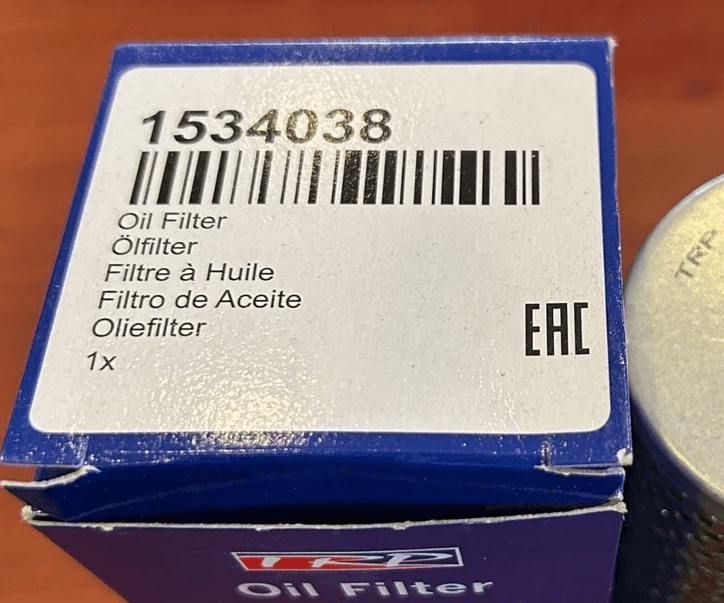 1534038
Oil Filter
Ölfilter
Filtre à Huile
Filtro de Aceite
Oliefilter
1x
EAC
TRP
TRP
Oil Filter